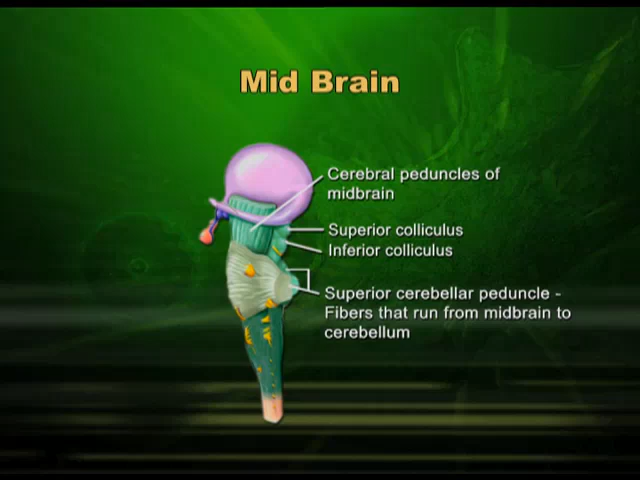 Mid Brain
Cerebral peduncles of
midbrain
Superior colliculus
Inferior colliculus
Superior cerebellar peduncle -
Fibers that run from midbrain to
cerebellum